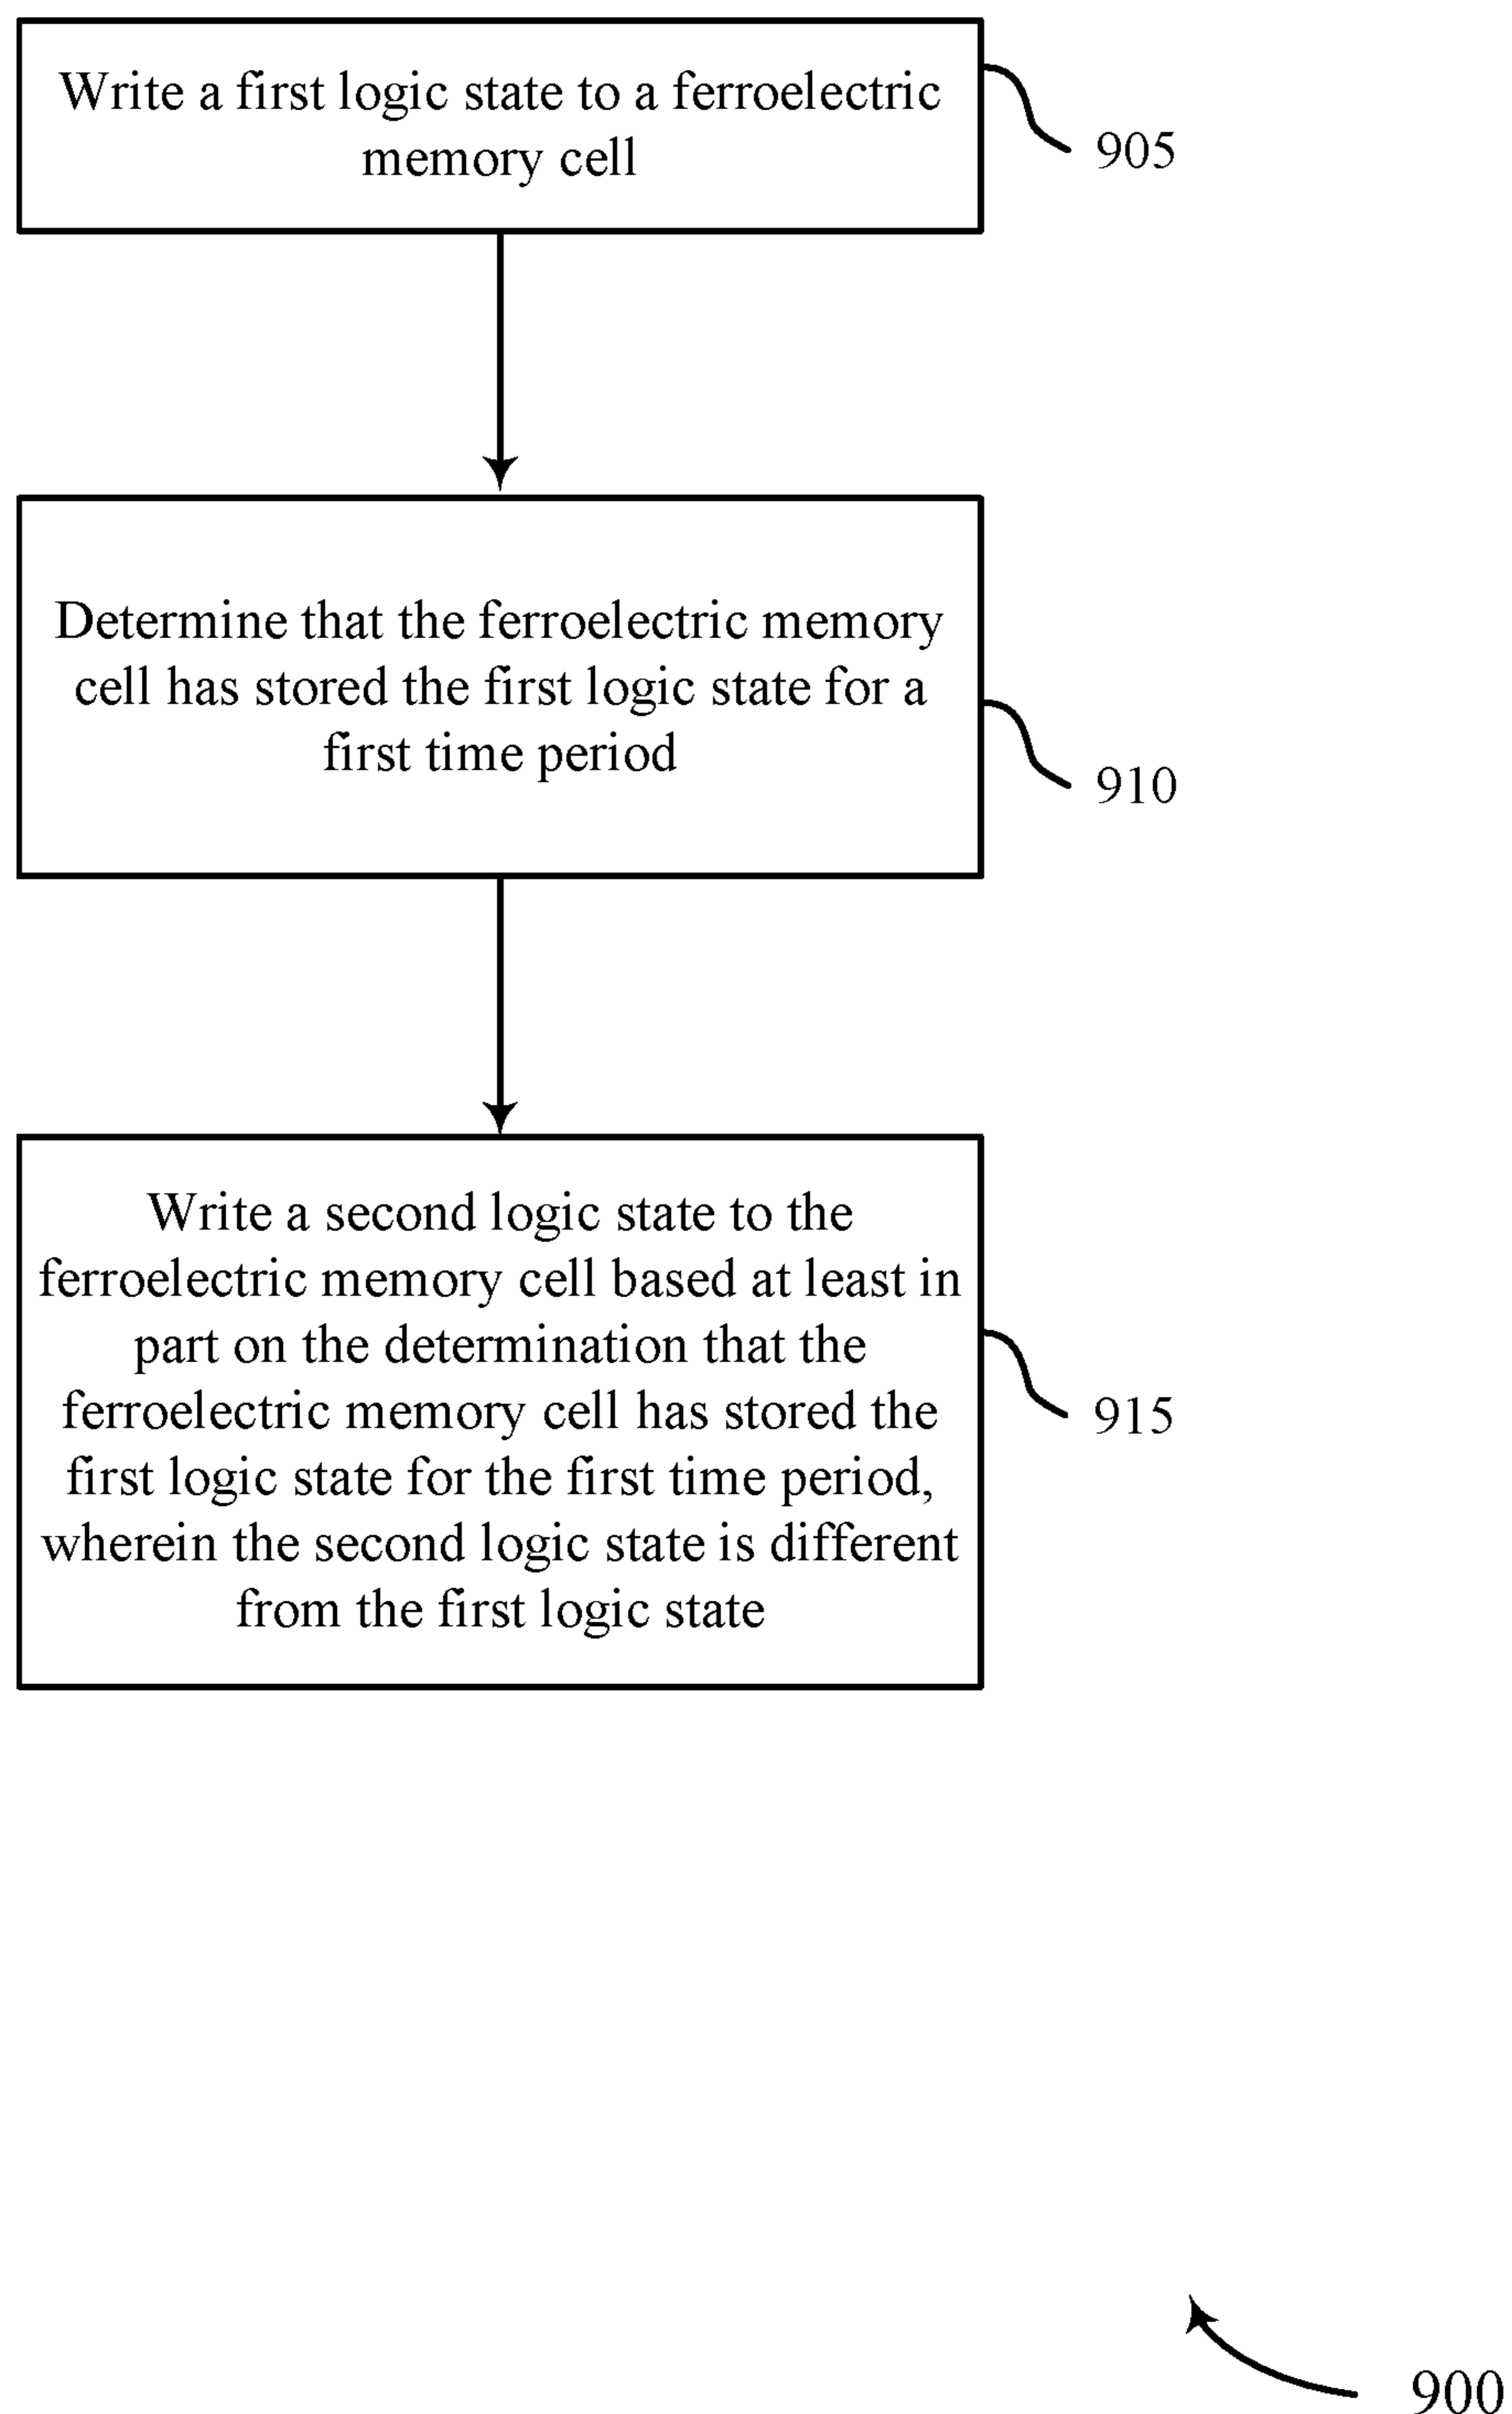 Write a first logic state to a ferroelectric
memory cell
905
Determine that the ferroelectric memory
cell has stored the first logic state for a
first time period
910
Write a second logic state to the
ferroelectric memory cell based at least in
part on the determination that the
ferroelectric memory cell has stored the
first logic state for the first time period,
wherein the second logic state is different
from the first logic state
915
900